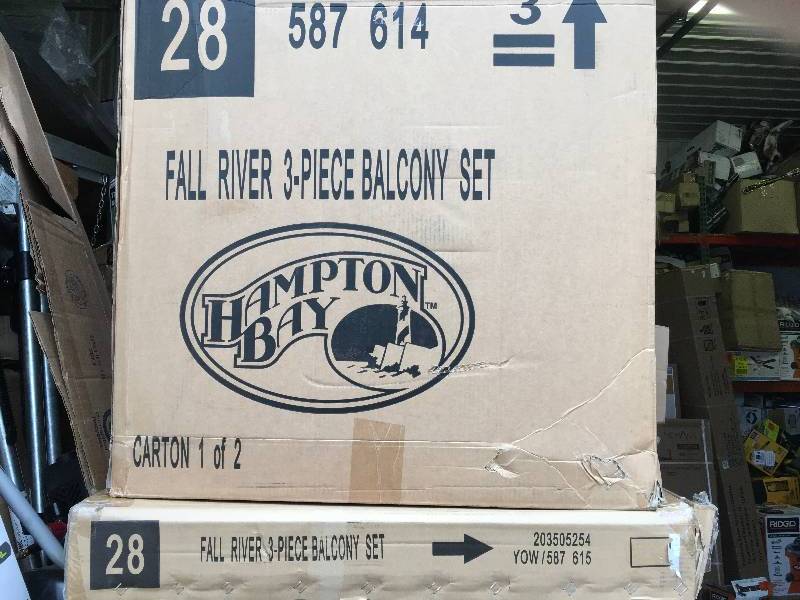 28
587 614
3
FALL RIVER 3-PIECE BALCONY SET
HAMPTON
BAY
TM
CARTON 1 of 2
28
FALL RIVER 3-PIECE BALCONY SET
203505254
YOW/587 615
RIDGID